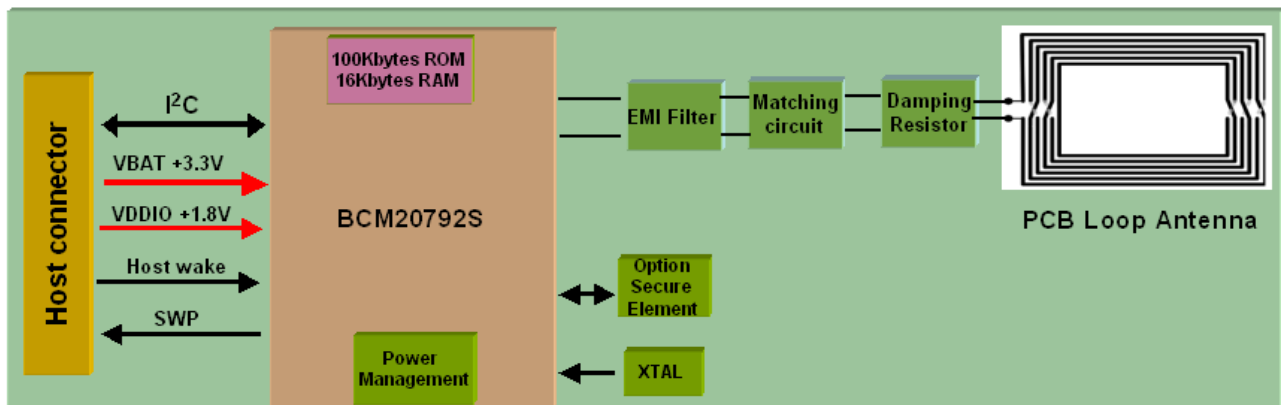 Host connector
I²C
VBAT +3.3V
VDDIO +1.8V
Host wake
SWP
100Kbytes ROM
16Kbytes RAM
BCM20792S
Power
Management
EMI Filter
Matching
circuit
Damping
Resistor
PCB Loop Antenna
Option
Secure
Element
XTAL